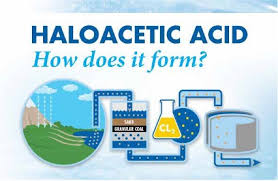 HALOACETIC ACID
How does it form?
SAND
GRANULAR COAL
CL2